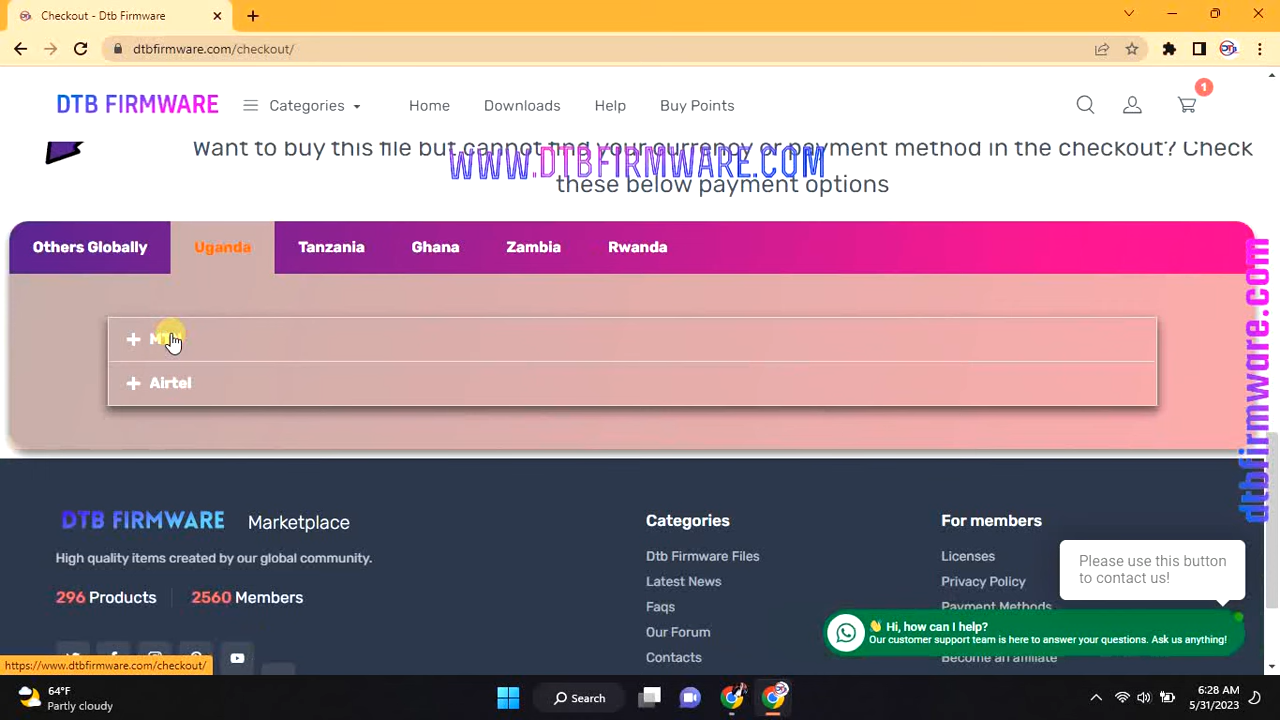 Checkout - Dtb Firmware
dtbfirmware.com/checkout/
DTB FIRMWARE
Categories
Home
Downloads
Help
Buy Points
1
Want to buy this file but cannot find your currency or payment method in the checkout? Check
these below payment options
WWW.DTBFIRMWARE.COM
Others Globally
Uganda
Tanzania
Ghana
Zambia
Rwanda
MTN
Airtel
dtbfirmware.com
DTB FIRMWARE Marketplace
High quality items created by our global community.
296 Products
2560 Members
Categories
Dtb Firmware Files
Latest News
Faqs
Our Forum
Contacts
For members
Licenses
Privacy Policy
Payment Methods
Become an affiliate
Please use this button
to contact us!
👋 Hi, how can I help?
Our customer support team is here to answer your questions. Ask us anything!
https://www.dtbfirmware.com/checkout/
64°F
Partly cloudy
Search
6:28 AM
5/31/2023